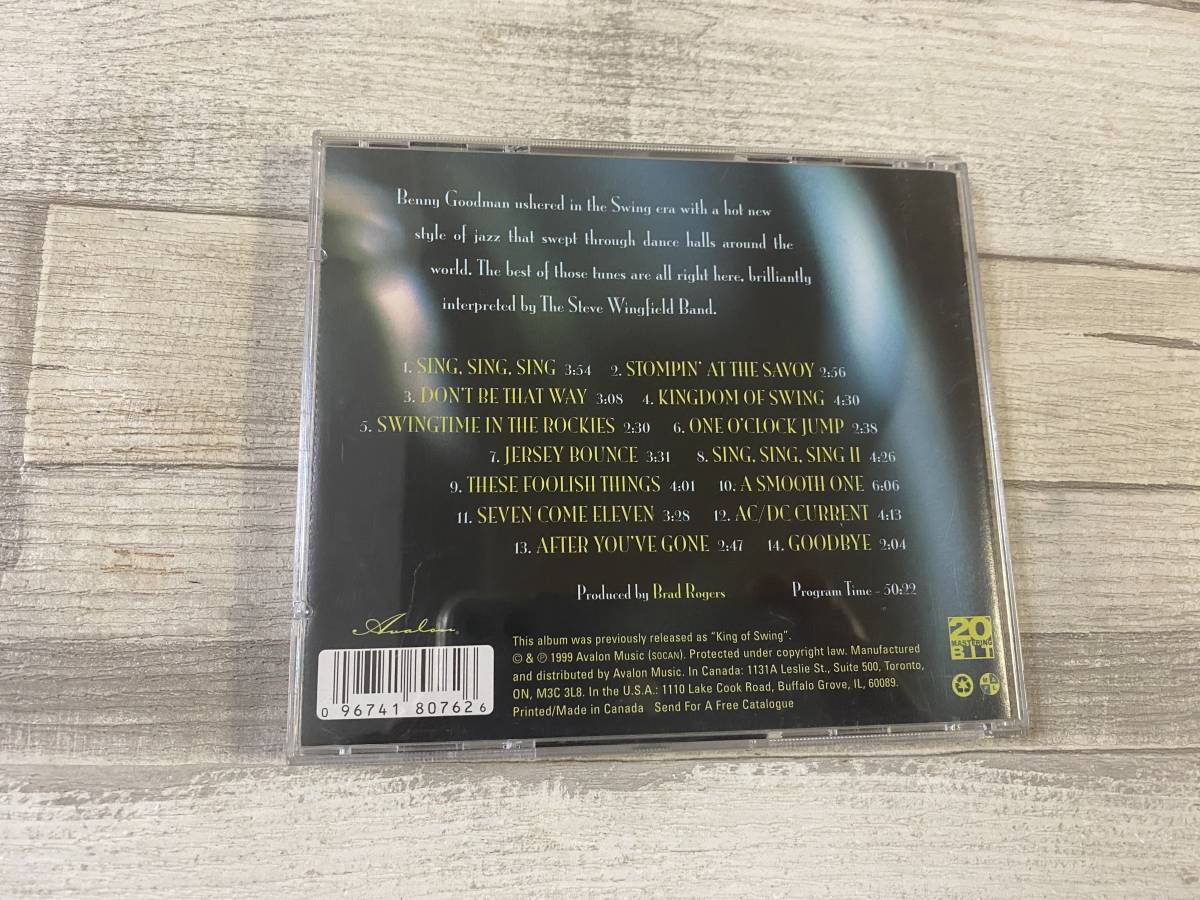 Benny Goodman ushered in the Swing era with a hot new
style of jazz that swept through dance halls around the
world. The best of those tunes are all right here, brilliantly
interpreted by The Steve Wingfield Band.
1. SING, SING, SING 3:54 2. STOMPIN' AT THE SAVOY 2:56
3. DON'T BE THAT WAY 3:08 4. KINGDOM OF SWING 4:30
5. SWINGTIME IN THE ROCKIES 2:30 6. ONE O'CLOCK JUMP 2:38
7. JERSEY BOUNCE 3:31 8. SING, SING, SING II 4:26
9. THESE FOOLISH THINGS 4:01 10. A SMOOTH ONE 6:06
11. SEVEN COME ELEVEN 3:28 12. AC/DC CURRENT 4:13
13. AFTER YOU'VE GONE 2:47 14. GOODBYE 2:04
Produced by Brad Rogers Program Time - 50:22
Avalon
This album was previously released as "King of Swing".
© & ℗ 1999 Avalon Music (SOCAN). Protected under copyright law. Manufactured
and distributed by Avalon Music. In Canada: 1131A Leslie St., Suite 500, Toronto,
ON, M3C 3L8. In the U.S.A.: 1110 Lake Cook Road, Buffalo Grove, IL, 60089.
Printed/Made in Canada Send For A Free Catalogue
0 96741 80762 6
20
MASTERING
BIT